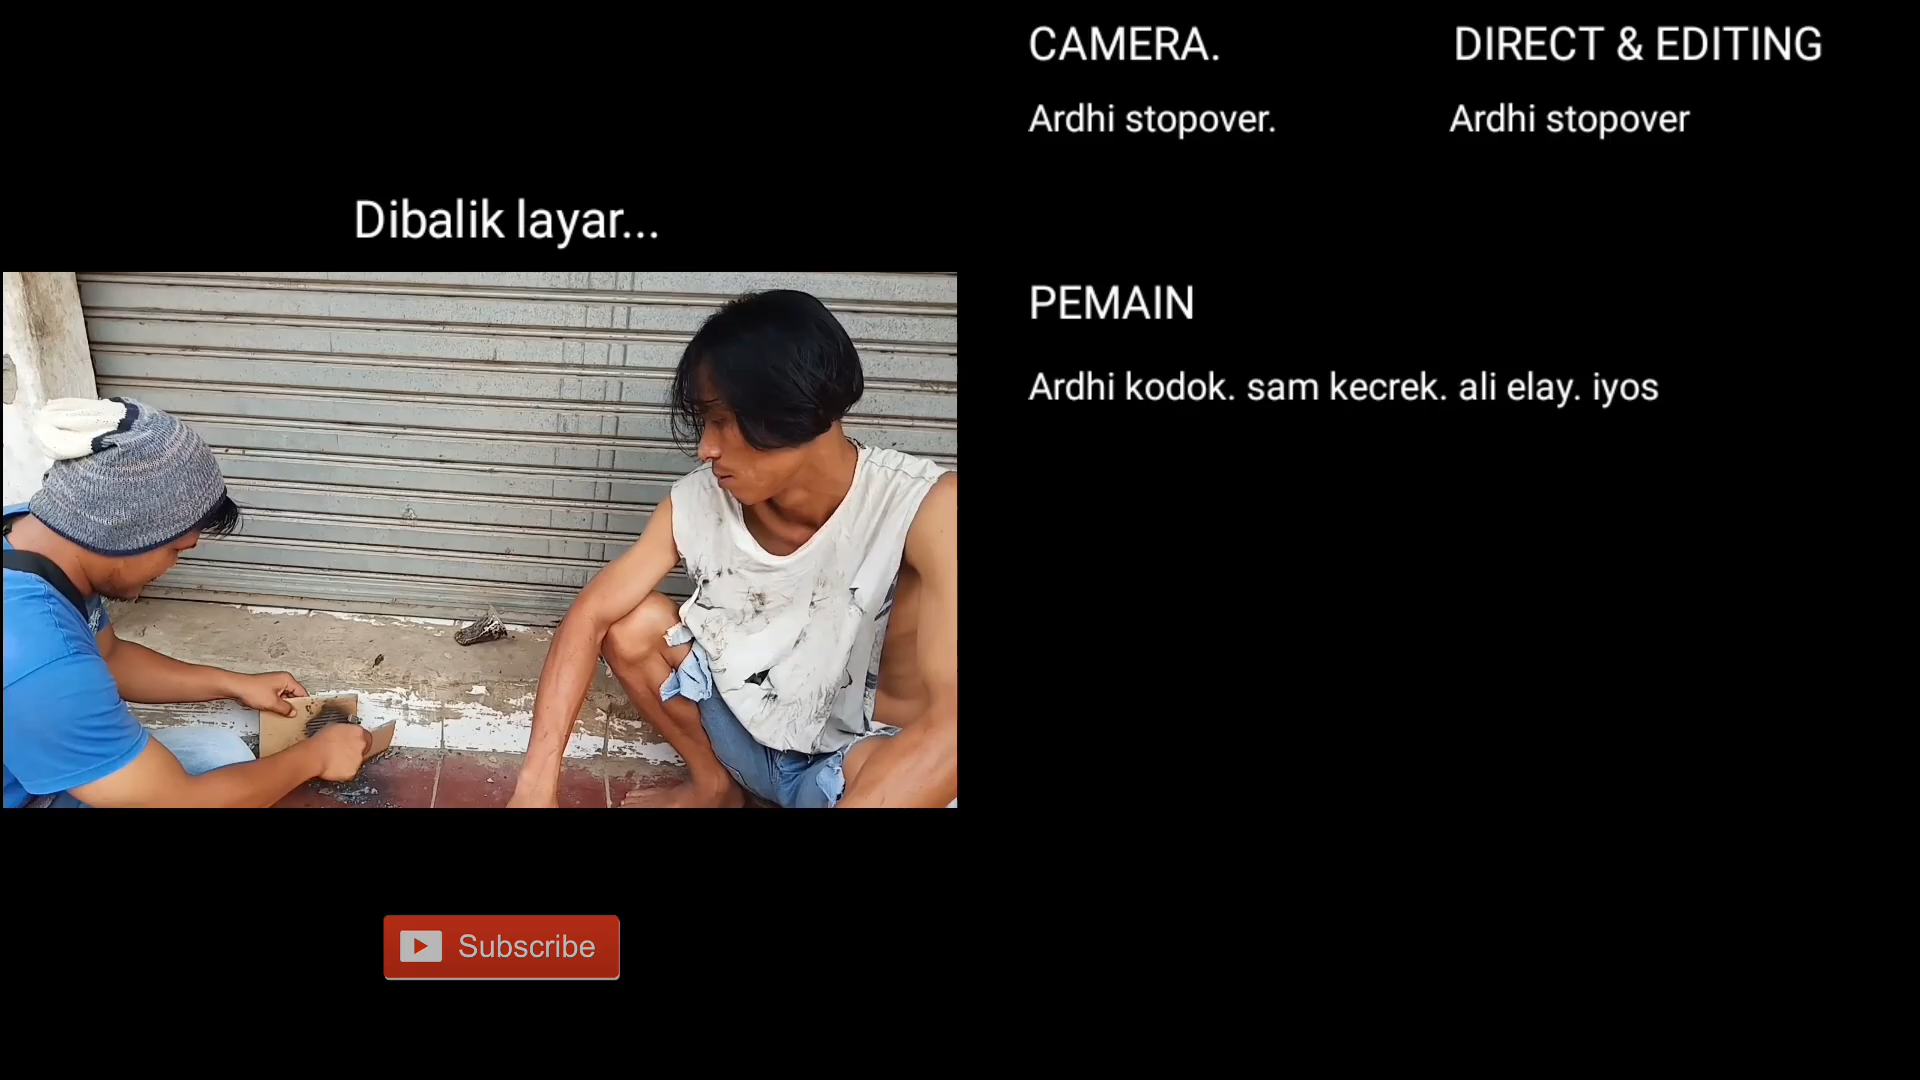 CAMERA.
DIRECT & EDITING
Ardhi stopover.
Ardhi stopover
Dibalik layar...
PEMAIN
Ardhi kodok. sam kecrek. ali elay. iyos
Subscribe